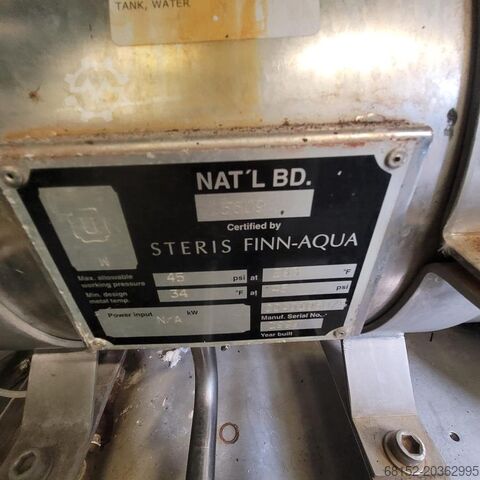 TANK, WATER
NAT'L BD.
Certified by
STERIS FINN-AQUA
U
W
Max. allowable working pressure 45 psi at °F
Min. design metal temp. 34 °F at psi
Power input N/A kW
Manuf. Serial No.
Year built
68152-20362995